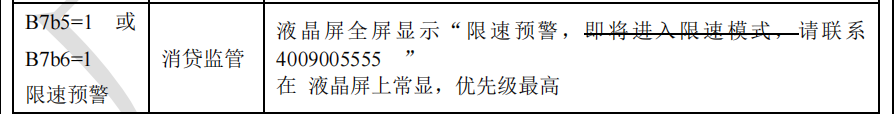 B7b5=1 或
B7b6=1
限速预警
消贷监管
液晶屏全屏显示“限速预警，即将进入限速模式，请联系
4009005555 ”
在 液晶屏上常显，优先级最高